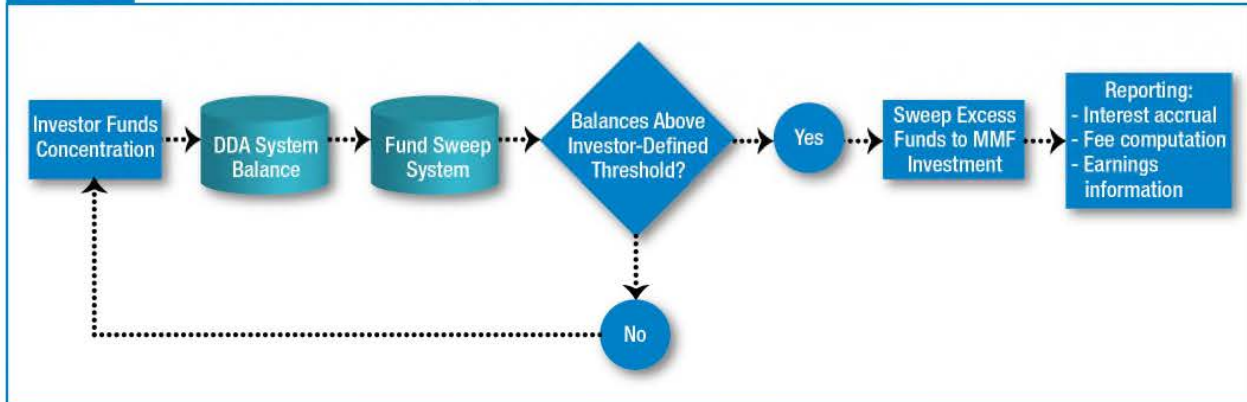 Investor Funds
Concentration
DDA System
Balance
Fund Sweep
System
Balances Above
Investor-Defined
Threshold?
Yes
Sweep Excess
Funds to MMF
Investment
Reporting:
- Interest accrual
- Fee computation
- Earnings
information
No